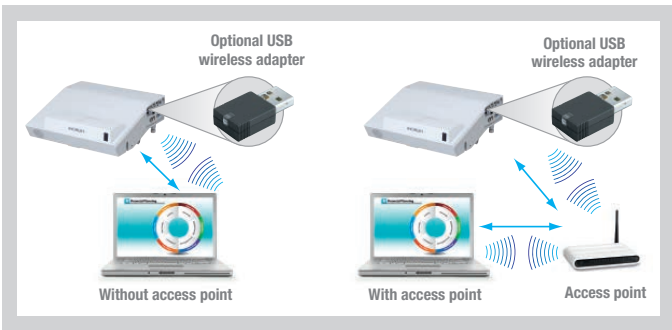 Optional USB
wireless adapter
Optional USB
wireless adapter
Without access point
With access point
Access point